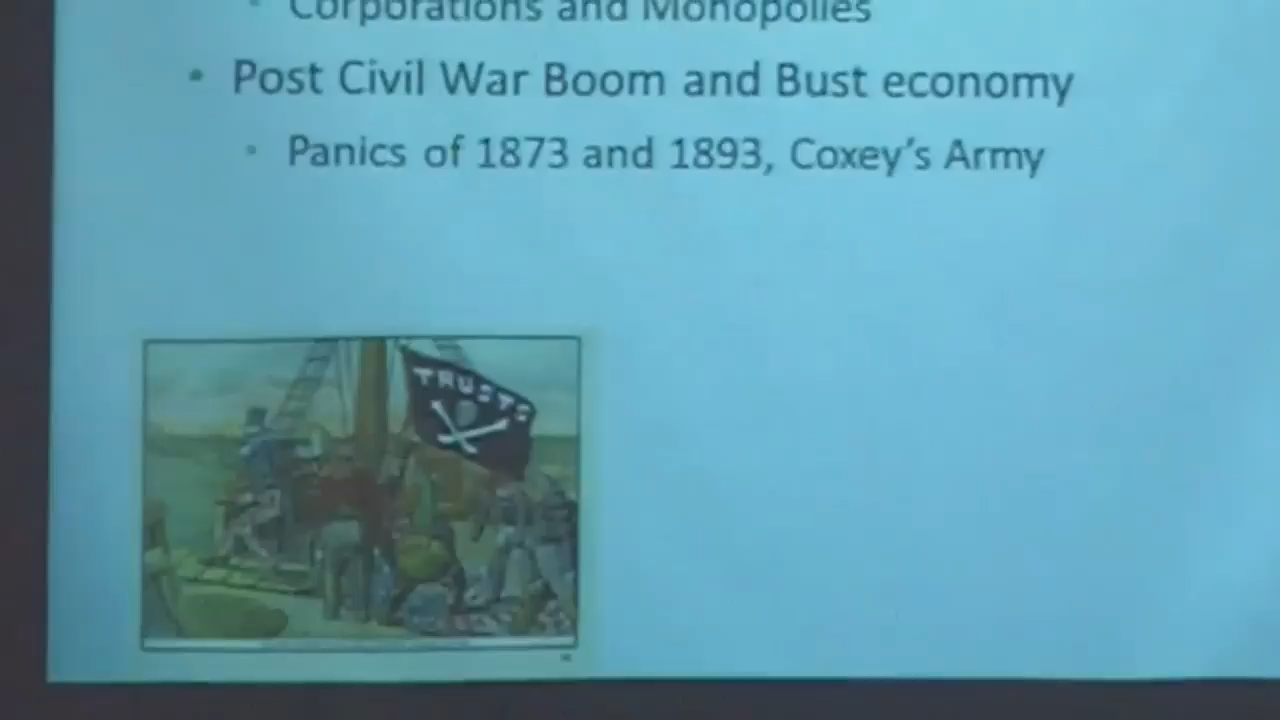 Corporations and Monopolies
Post Civil War Boom and Bust economy
Panics of 1873 and 1893, Coxey's Army
TRUSTS